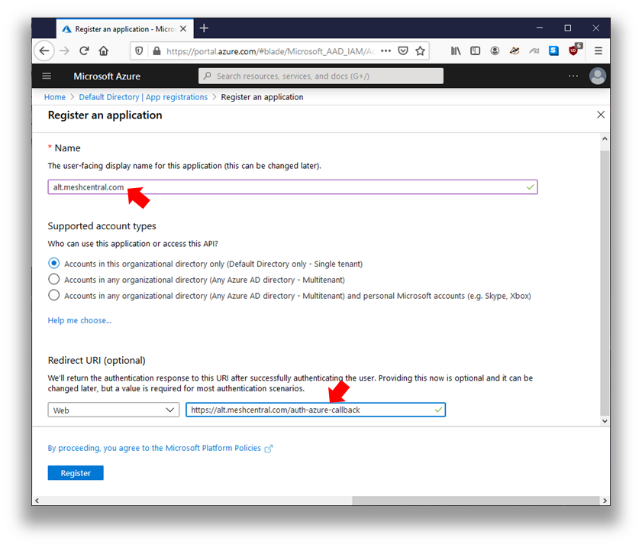 Register an application - Micros
https://portal.azure.com/#blade/Microsoft_AAD_IAM/A
Microsoft Azure
Search resources, services, and docs (G+/)
Home > Default Directory | App registrations > Register an application
Register an application
* Name
The user-facing display name for this application (this can be changed later).
alt.meshcentral.com
Supported account types
Who can use this application or access this API?
Accounts in this organizational directory only (Default Directory only - Single tenant)
Accounts in any organizational directory (Any Azure AD directory - Multitenant)
Accounts in any organizational directory (Any Azure AD directory - Multitenant) and personal Microsoft accounts (e.g. Skype, Xbox)
Help me choose...
Redirect URI (optional)
We'll return the authentication response to this URI after successfully authenticating the user. Providing this now is optional and it can be
changed later, but a value is required for most authentication scenarios.
Web
https://alt.meshcentral.com/auth-azure-callback
By proceeding, you agree to the Microsoft Platform Policies
Register